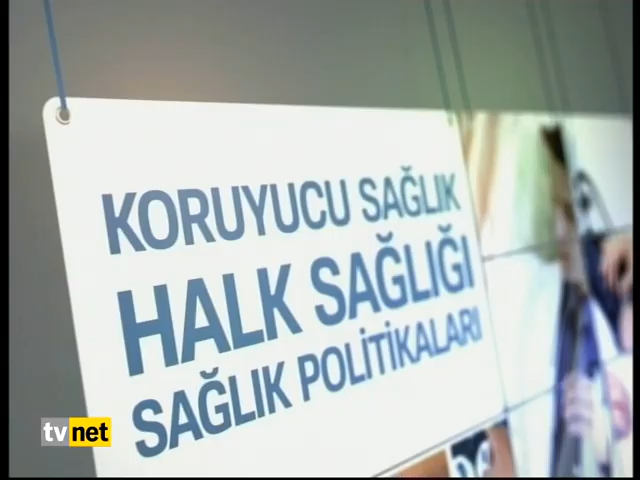 KORUYUCU SAĞLIK
HALK SAĞLIĞI
SAĞLIK POLİTİKALARI
tvnet